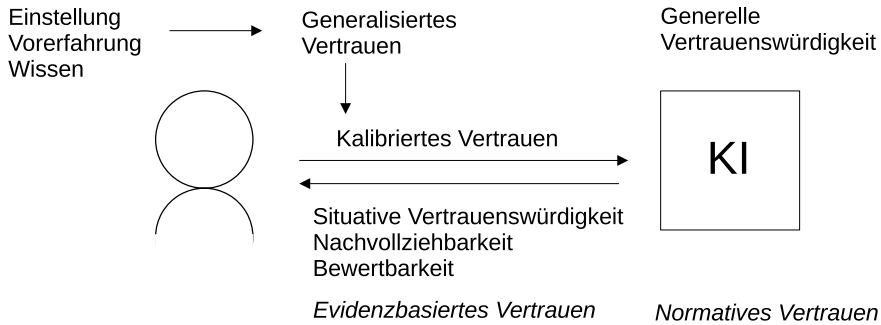 Einstellung
Vorerfahrung
Wissen
Generalisiertes
Vertrauen
Generelle
Vertrauenswürdigkeit
Kalibriertes Vertrauen
KI
Situative Vertrauenswürdigkeit
Nachvollziehbarkeit
Bewertbarkeit
Evidenzbasiertes Vertrauen
Normatives Vertrauen